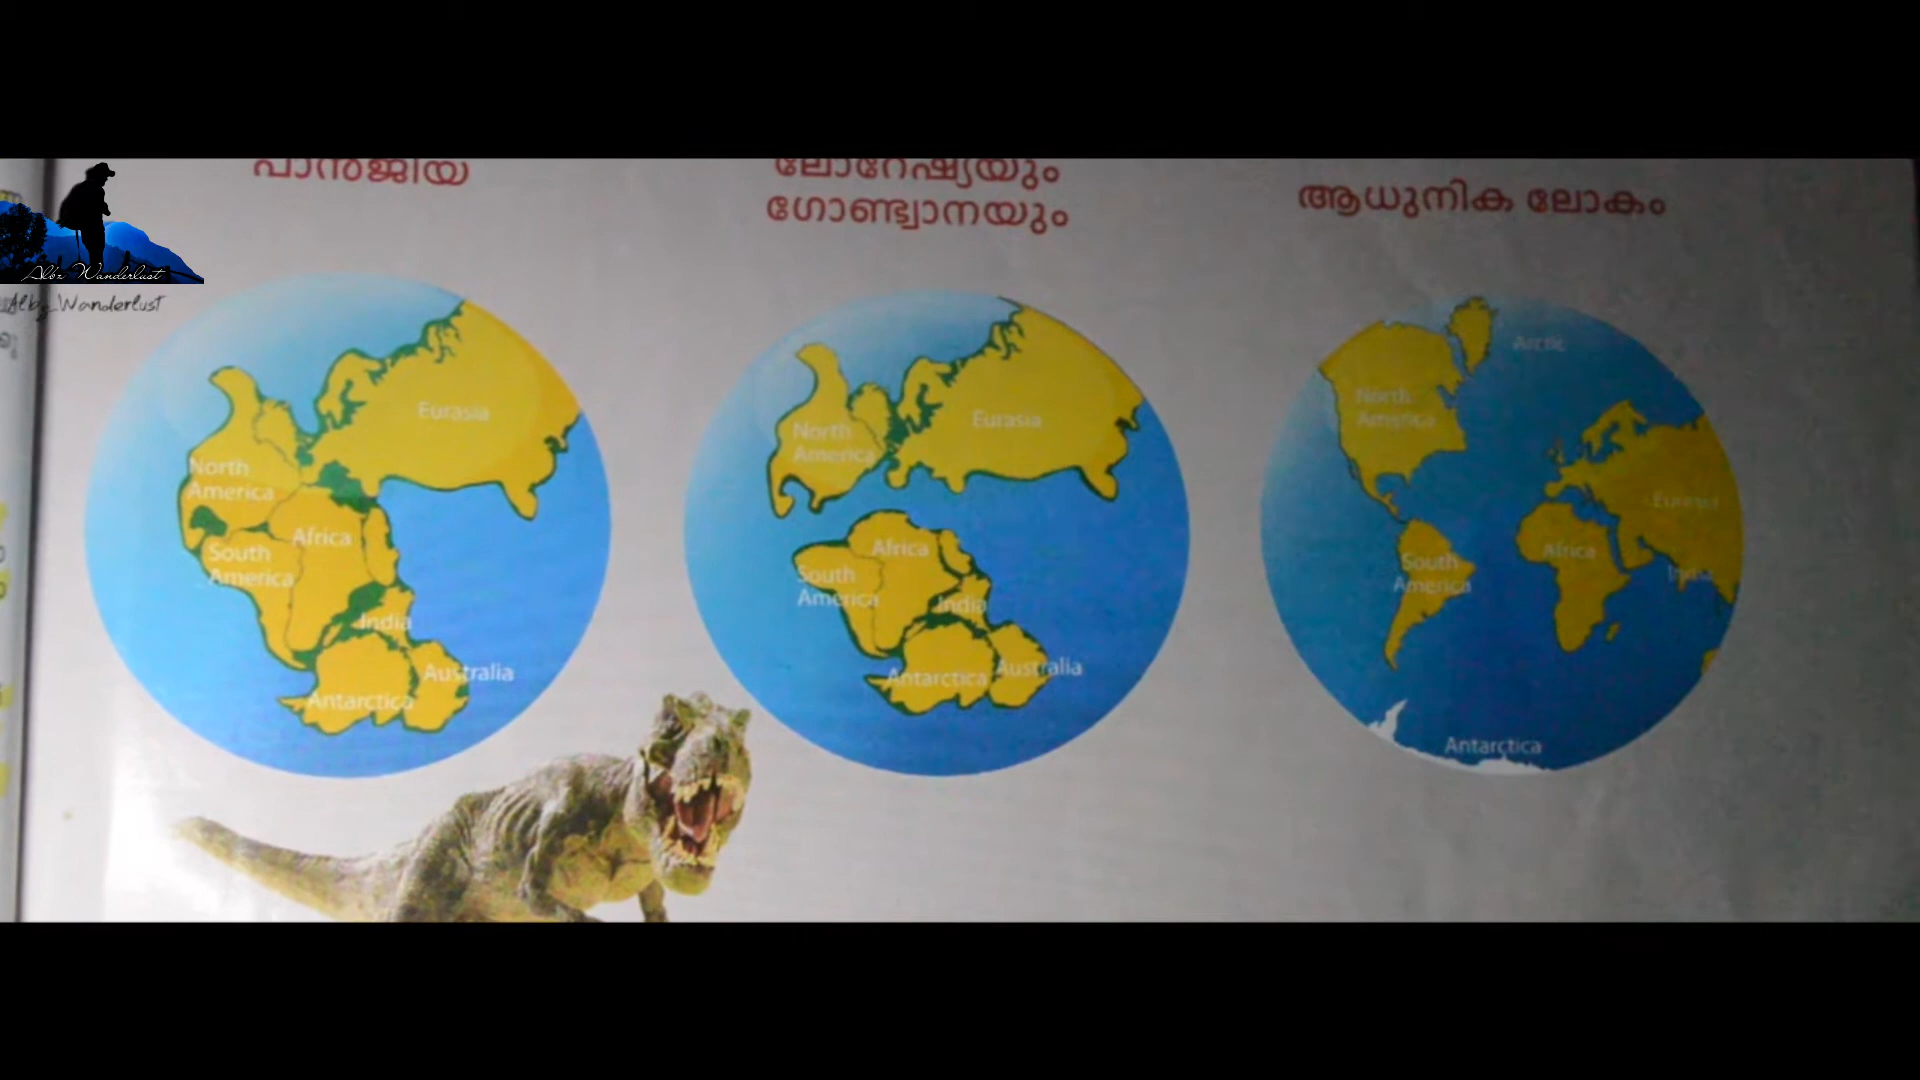 പാൻജിയ
ലോറേഷ്യയും
ഗോണ്ട്വാനയും
ആധുനിക ലോകം
Albz Wanderlust
Albz_Wanderlust
Eurasia
North
America
Africa
South
America
India
Australia
Antarctica
Eurasia
North
America
Africa
South
America
India
Antarctica
Australia
Arctic
North
America
Africa
South
America
India
Antarctica